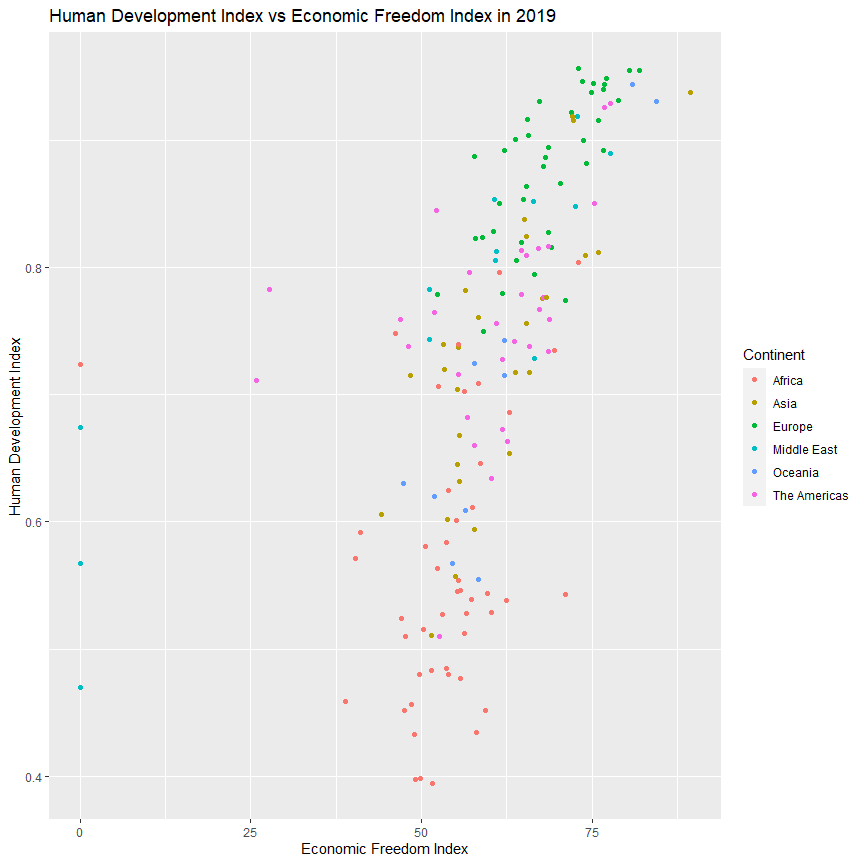 Human Development Index vs Economic Freedom Index in 2019
Human Development Index
0.8
0.6
0.4
0
25
50
75
Economic Freedom Index
Continent
Africa
Asia
Europe
Middle East
Oceania
The Americas